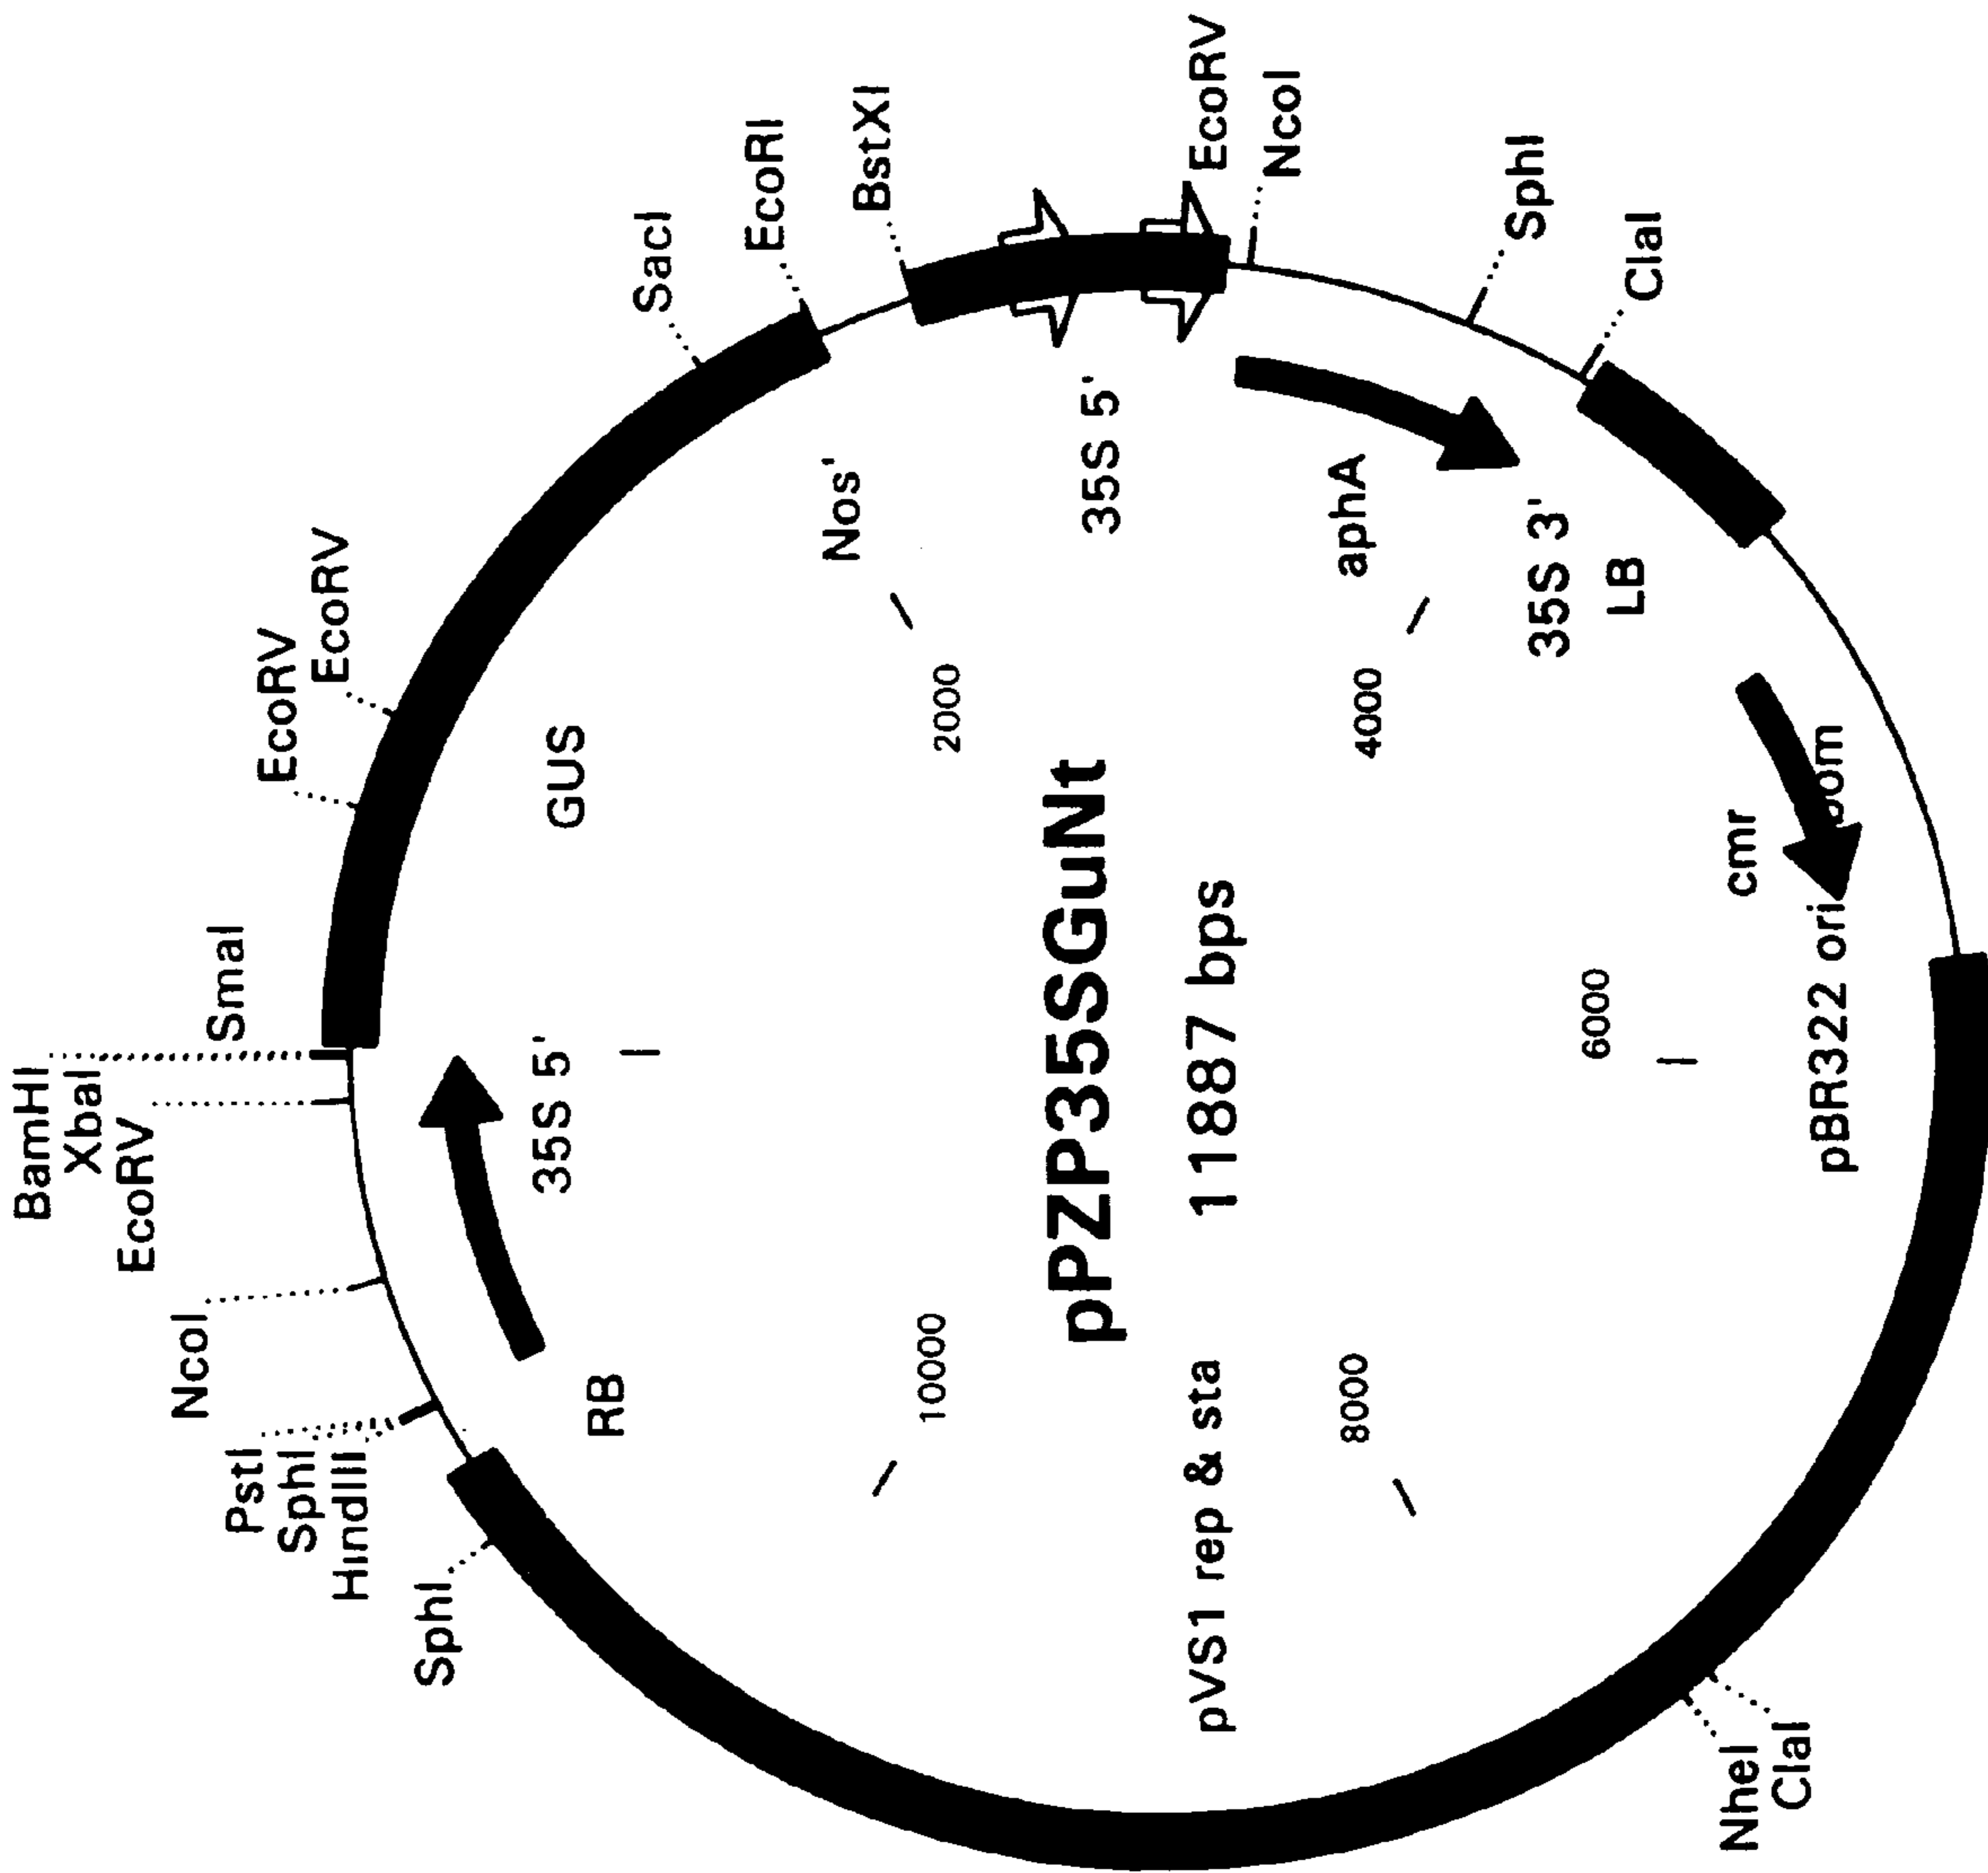 BamHI
XbaI
EcoRV
SmaI
NcoI
PstI
SphI
HindIII
SphI
EcoRV
EcoRV
SacI
EcoRI
BstXI
EcoRV
NcoI
SphI
ClaI
NheI
ClaI
RB
35S 5'
GUS
Nos'
35S 5'
aphA
35S 3'
LB
cmr
pBR322 ori
pVS1 rep & sta
2000
4000
6000
8000
10000
pPZP35SGuNt
11887 bps